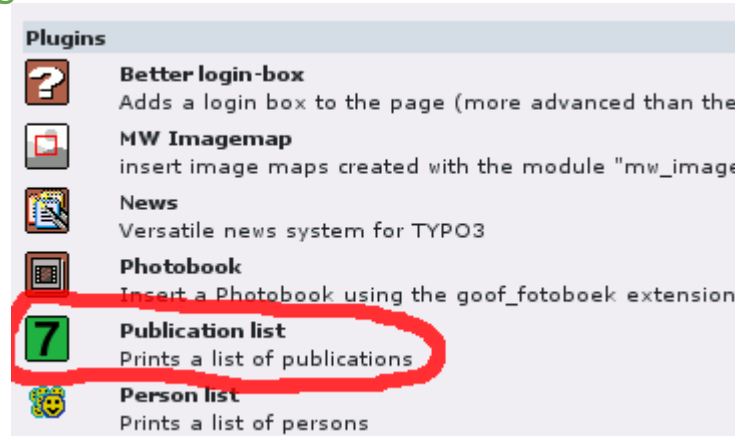 Plugins
Better login-box
Adds a login box to the page (more advanced than the
MW Imagemap
insert image maps created with the module "mw_image
News
Versatile news system for TYPO3
Photobook
Insert a Photobook using the goof_fotoboek extension
7
Publication list
Prints a list of publications
Person list
Prints a list of persons